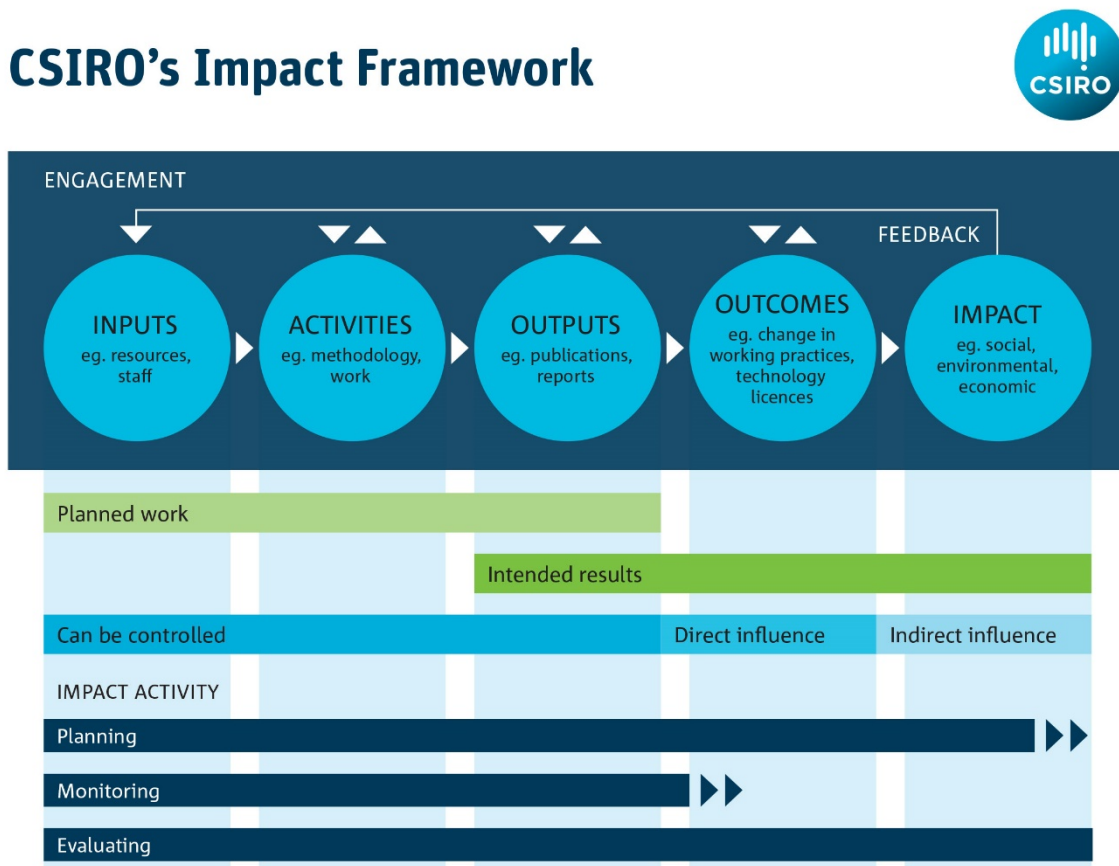 CSIRO's Impact Framework
CSIRO
ENGAGEMENT
FEEDBACK
INPUTS
eg. resources,
staff
ACTIVITIES
eg. methodology,
work
OUTPUTS
eg. publications,
reports
OUTCOMES
eg. change in
working practices,
technology
licences
IMPACT
eg. social,
environmental,
economic
Planned work
Intended results
Can be controlled
Direct influence
Indirect influence
IMPACT ACTIVITY
Planning
Monitoring
Evaluating